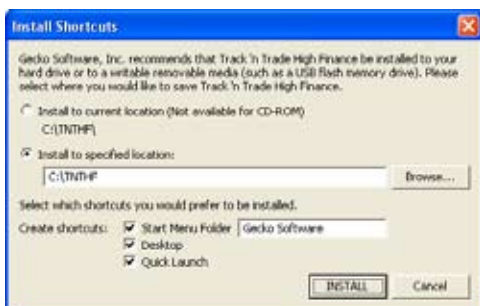 Install Shortcuts
Gecko Software, Inc. recommends that Track 'n Trade High Finance be installed to your
hard drive or to a writable removable media (such as a USB flash memory drive). Please
select where you would like to save Track 'n Trade High Finance.
Install to current location (Not available for CD-ROM)
C:\TNTHF\
Install to specified location:
C:\TNTHF
Browse...
Select which shortcuts you would prefer to be installed.
Create shortcuts: Start Menu Folder Gecko Software
Desktop
Quick Launch
INSTALL Cancel